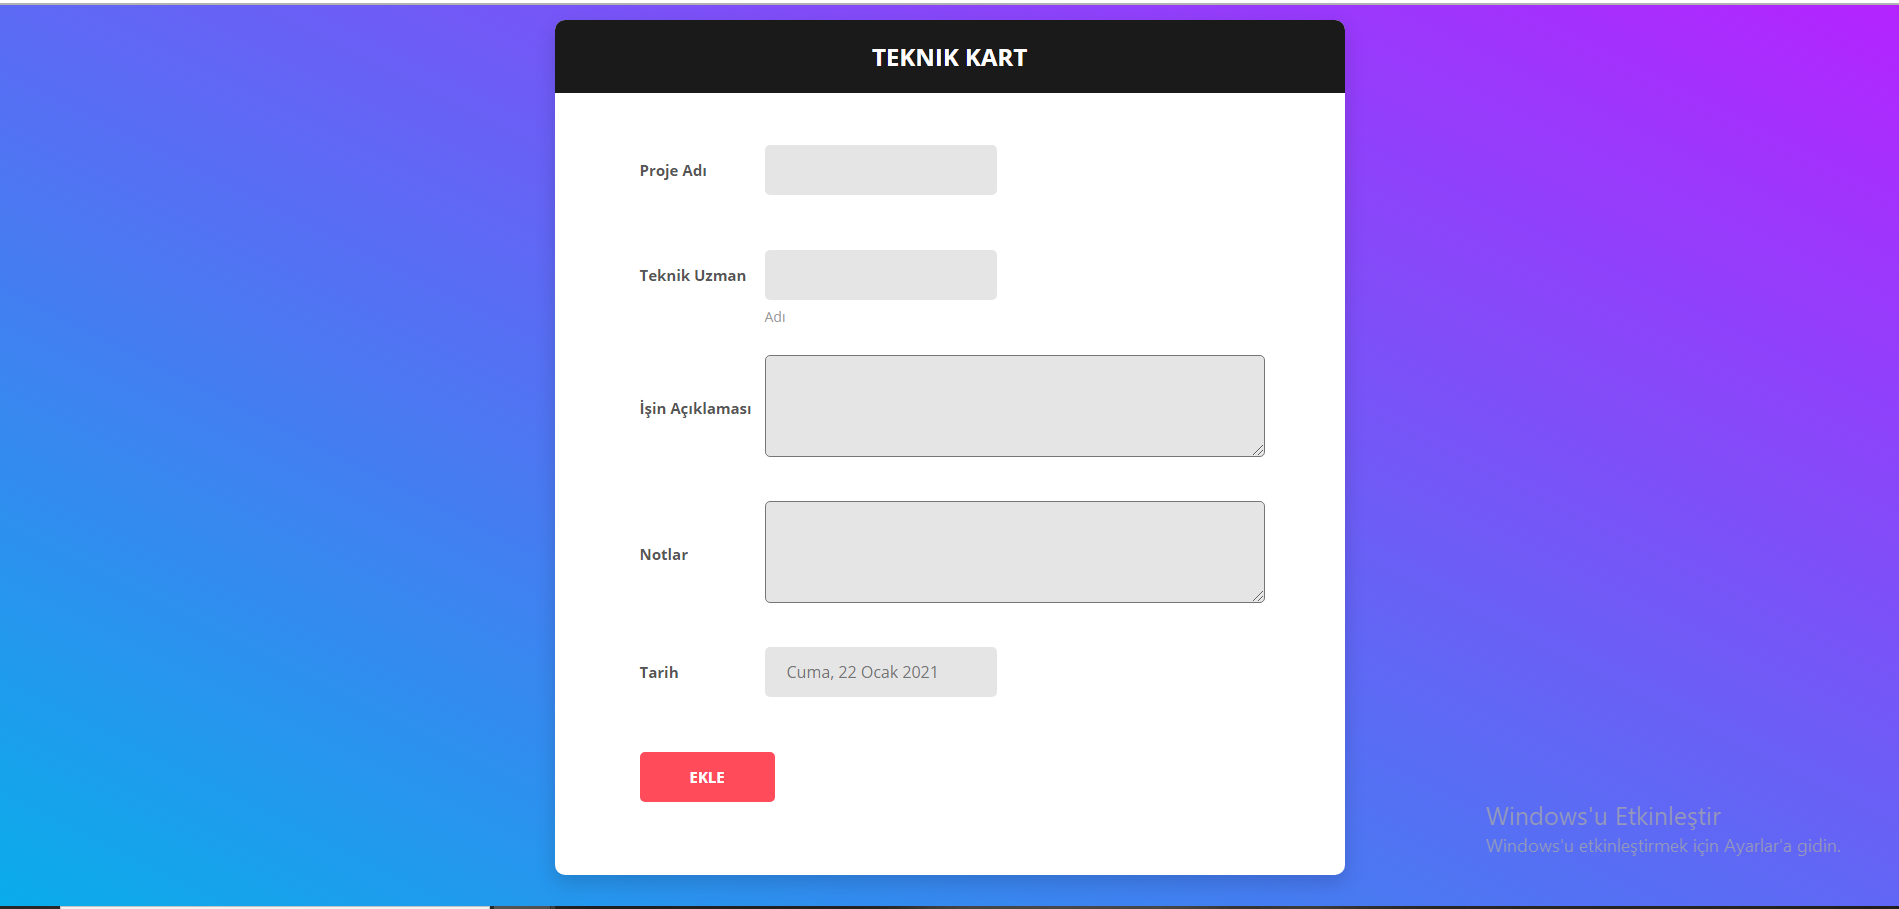 TEKNIK KART
Proje Adı
Teknik Uzman
Adı
İşin Açıklaması
Notlar
Tarih
Cuma, 22 Ocak 2021
EKLE
Windows'u Etkinleştir
Windows'u etkinleştirmek için Ayarlar'a gidin.